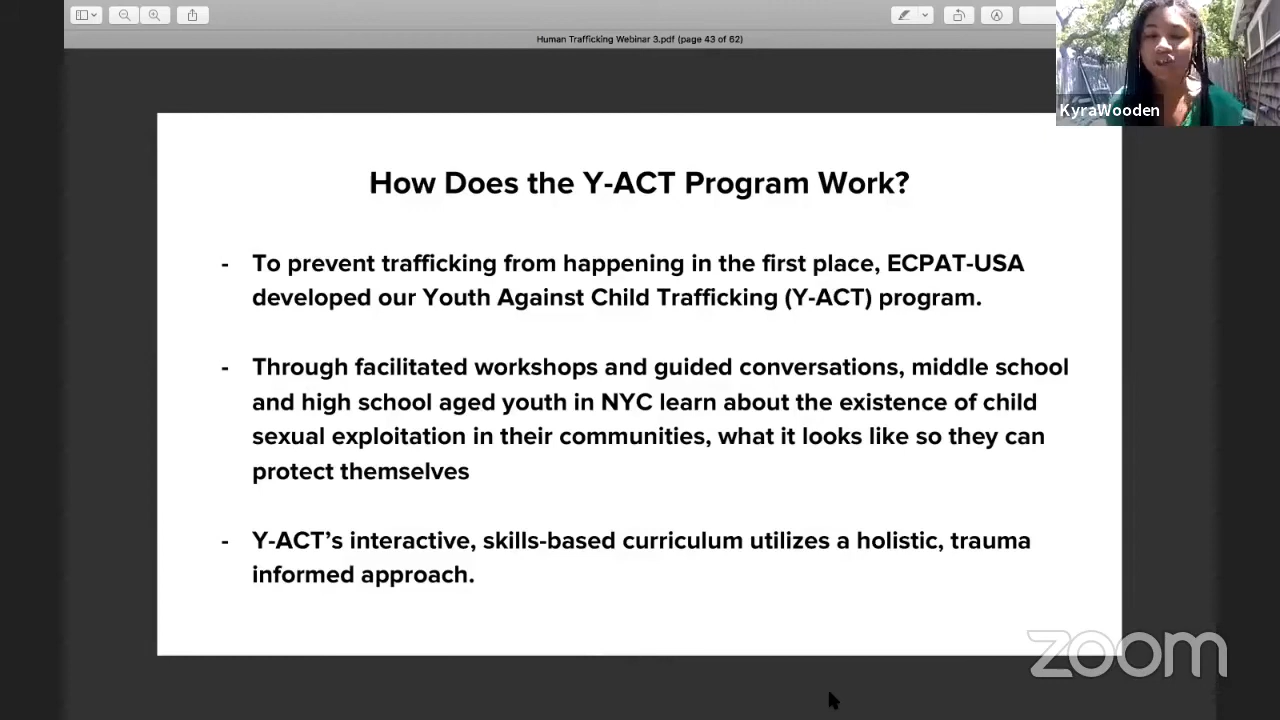 Human Trafficking Webinar 3.pdf (page 43 of 62)
KyraWooden
How Does the Y-ACT Program Work?
- To prevent trafficking from happening in the first place, ECPAT-USA
developed our Youth Against Child Trafficking (Y-ACT) program.
- Through facilitated workshops and guided conversations, middle school
and high school aged youth in NYC learn about the existence of child
sexual exploitation in their communities, what it looks like so they can
protect themselves
- Y-ACT's interactive, skills-based curriculum utilizes a holistic, trauma
informed approach.
zoom